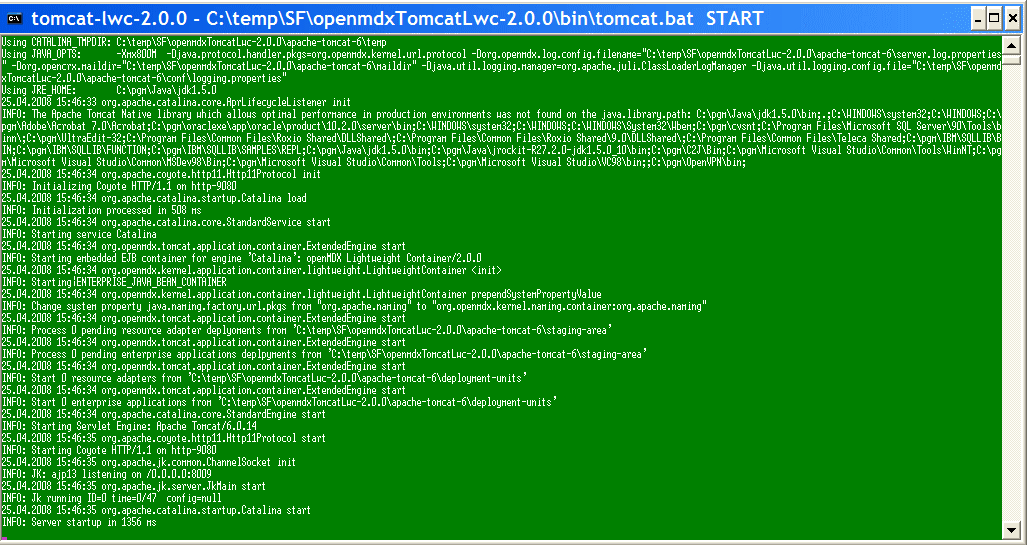 tomcat-lwc-2.0.0 - C:\temp\SF\openmdxTomcatLwc-2.0.0\bin\tomcat.bat START
Using CATALINA_TMPDIR: C:\temp\SF\openmdxTomcatLwc-2.0.0\apache-tomcat-6\temp
Using JAVA_OPTS:      -Xmx800M -Djava.protocol.handler.pkgs=org.openmdx.kernel.url.protocol -Dorg.openmdx.log.config.filename="C:\temp\SF\openmdxTomcatLwc-2.0.0\apache-tomcat-6\server.log.properties
" -Dorg.opencrx.maildir="C:\temp\SF\openmdxTomcatLwc-2.0.0\apache-tomcat-6\maildir" -Djava.util.logging.manager=org.apache.juli.ClassLoaderLogManager -Djava.util.logging.config.file="C:\temp\SF\openmd
xTomcatLwc-2.0.0\apache-tomcat-6\conf\logging.properties"
Using JRE_HOME:       C:\pgm\Java\jdk1.5.0
25.04.2008 15:46:33 org.apache.catalina.core.AprLifecycleListener init
INFO: The Apache Tomcat Native library which allows optimal performance in production environments was not found on the java.library.path: C:\pgm\Java\jdk1.5.0\bin;.;C:\WINDOWS\system32;C:\WINDOWS;C:\
pgm\Adobe\Acrobat 7.0\Acrobat;C:\pgm\oraclexe\app\oracle\product\10.2.0\server\bin;C:\WINDOWS\system32;C:\WINDOWS;C:\WINDOWS\System32\Wbem;C:\pgm\cvsnt;C:\Program Files\Microsoft SQL Server\90\Tools\b
inn\;C:\pgm\UltraEdit-32;C:\Program Files\Common Files\Roxio Shared\DLLShared\;C:\Program Files\Common Files\Roxio Shared\9.0\DLLShared\;C:\Program Files\Common Files\Teleca Shared;C:\pgm\IBM\SQLLIB\B
IN;C:\pgm\IBM\SQLLIB\FUNCTION;C:\pgm\IBM\SQLLIB\SAMPLES\REPL;C:\pgm\Java\ant\bin;C:\pgm\Java\jrockit-R27.2.0-jdk1.5.0_10\bin;C:\pgm\C2J\Bin;C:\pgm\Microsoft Visual Studio\Common\Tools\WinNT;C:\pg
m\Microsoft Visual Studio\Common\MSDev98\Bin;C:\pgm\Microsoft Visual Studio\Common\Tools;C:\pgm\Microsoft Visual Studio\VC98\bin;;C:\pgm\OpenVPN\bin;
25.04.2008 15:46:34 org.apache.coyote.http11.Http11Protocol init
INFO: Initializing Coyote HTTP/1.1 on http-9080
25.04.2008 15:46:34 org.apache.catalina.startup.Catalina load
INFO: Initialization processed in 508 ms
25.04.2008 15:46:34 org.apache.catalina.core.StandardService start
INFO: Starting service Catalina
25.04.2008 15:46:34 org.openmdx.tomcat.application.container.ExtendedEngine start
INFO: Starting embedded EJB container for engine 'Catalina': openMDX Lightweight Container/2.0.0
25.04.2008 15:46:34 org.openmdx.kernel.application.container.lightweight.LightweightContainer <init>
INFO: Starting|ENTERPRISE_JAVA_BEAN_CONTAINER
25.04.2008 15:46:34 org.openmdx.kernel.application.container.lightweight.LightweightContainer prependSystemPropertyValue
INFO: Change system property java.naming.factory.url.pkgs from "org.apache.naming" to "org.openmdx.kernel.naming.container:org.apache.naming"
25.04.2008 15:46:34 org.openmdx.tomcat.application.container.ExtendedEngine start
INFO: Process 0 pending resource adapter deplyoments from 'C:\temp\SF\openmdxTomcatLwc-2.0.0\apache-tomcat-6\staging-area'
25.04.2008 15:46:34 org.openmdx.tomcat.application.container.ExtendedEngine start
INFO: Process 0 pending enterprise applications deplpyments from 'C:\temp\SF\openmdxTomcatLwc-2.0.0\apache-tomcat-6\staging-area'
25.04.2008 15:46:34 org.openmdx.tomcat.application.container.ExtendedEngine start
INFO: Start 0 resource adapters from 'C:\temp\SF\openmdxTomcatLwc-2.0.0\apache-tomcat-6\deployment-units'
25.04.2008 15:46:34 org.openmdx.tomcat.application.container.ExtendedEngine start
INFO: Start 0 enterprise applications from 'C:\temp\SF\openmdxTomcatLwc-2.0.0\apache-tomcat-6\deployment-units'
25.04.2008 15:46:34 org.apache.catalina.core.StandardEngine start
INFO: Starting Servlet Engine: Apache Tomcat/6.0.14
25.04.2008 15:46:35 org.apache.coyote.http11.Http11Protocol start
INFO: Starting Coyote HTTP/1.1 on http-9080
25.04.2008 15:46:35 org.apache.jk.common.ChannelSocket init
INFO: JK: ajp13 listening on /0.0.0.0:8009
25.04.2008 15:46:35 org.apache.jk.server.JkMain start
INFO: Jk running ID=0 time=0/47  config=null
25.04.2008 15:46:35 org.apache.catalina.startup.Catalina start
INFO: Server startup in 1356 ms